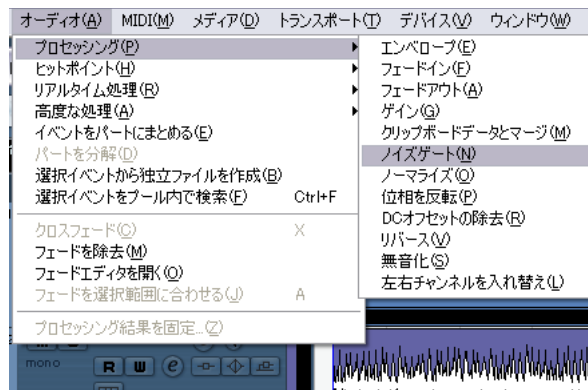 オーディオ(A) MIDI(M) メディア(D) トランスポート(T) デバイス(V) ウィンドウ(W)
プロセッシング(P)
ヒットポイント(H)
リアルタイム処理(R)
高度な処理(A)
イベントをパートにまとめる(E)
パートを分解(D)
選択イベントから独立ファイルを作成(B)
選択イベントをプール内で検索(F) Ctrl+F
クロスフェード(C) X
フェードを除去(M)
フェードエディタを開く(O)
フェードを選択範囲に合わせる(J) A
プロセッシング結果を固定...(Z)
エンベロープ(E)
フェードイン(F)
フェードアウト(A)
ゲイン(G)
クリップボードデータとマージ(M)
ノイズゲート(N)
ノーマライズ(O)
位相を反転(P)
DCオフセットの除去(R)
リバース(V)
無音化(S)
左右チャンネルを入れ替え(L)
mono
R W e